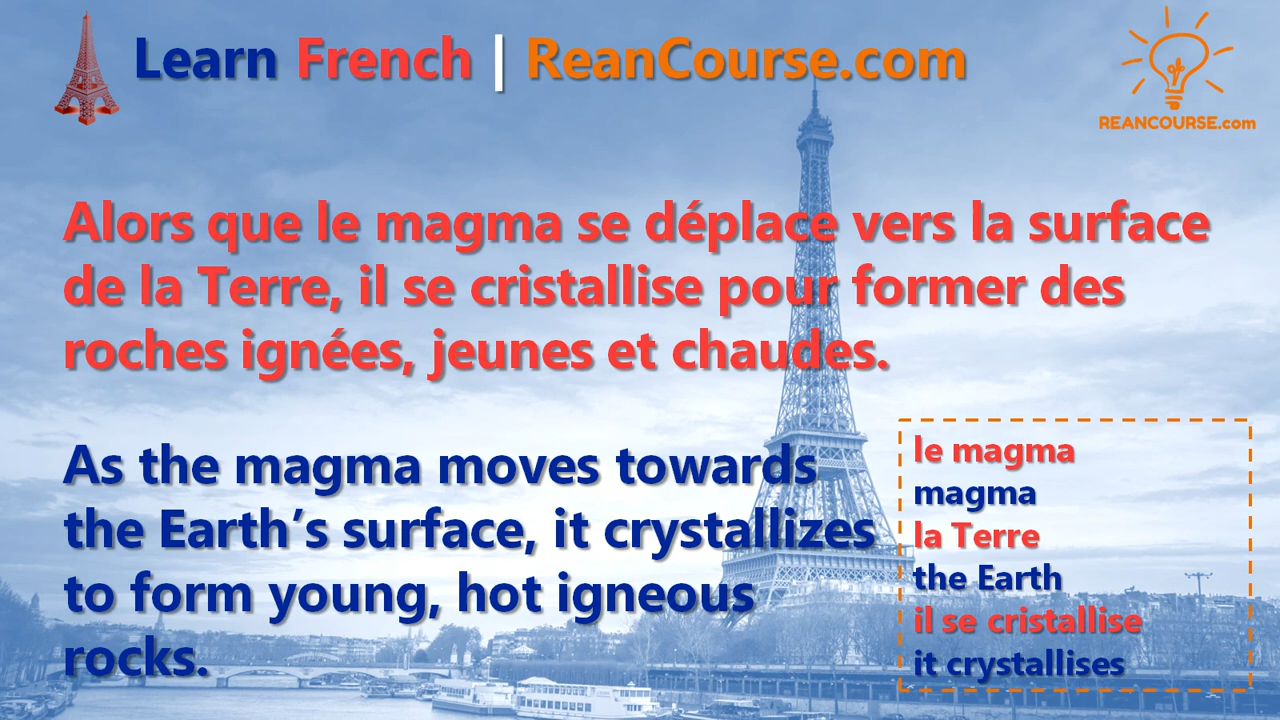 Learn French | ReanCourse.com
REANCOURSE.com
Alors que le magma se déplace vers la surface
de la Terre, il se cristallise pour former des
roches ignées, jeunes et chaudes.
As the magma moves towards
the Earth’s surface, it crystallizes
to form young, hot igneous
rocks.
le magma
magma
la Terre
the Earth
il se cristallise
it crystallises